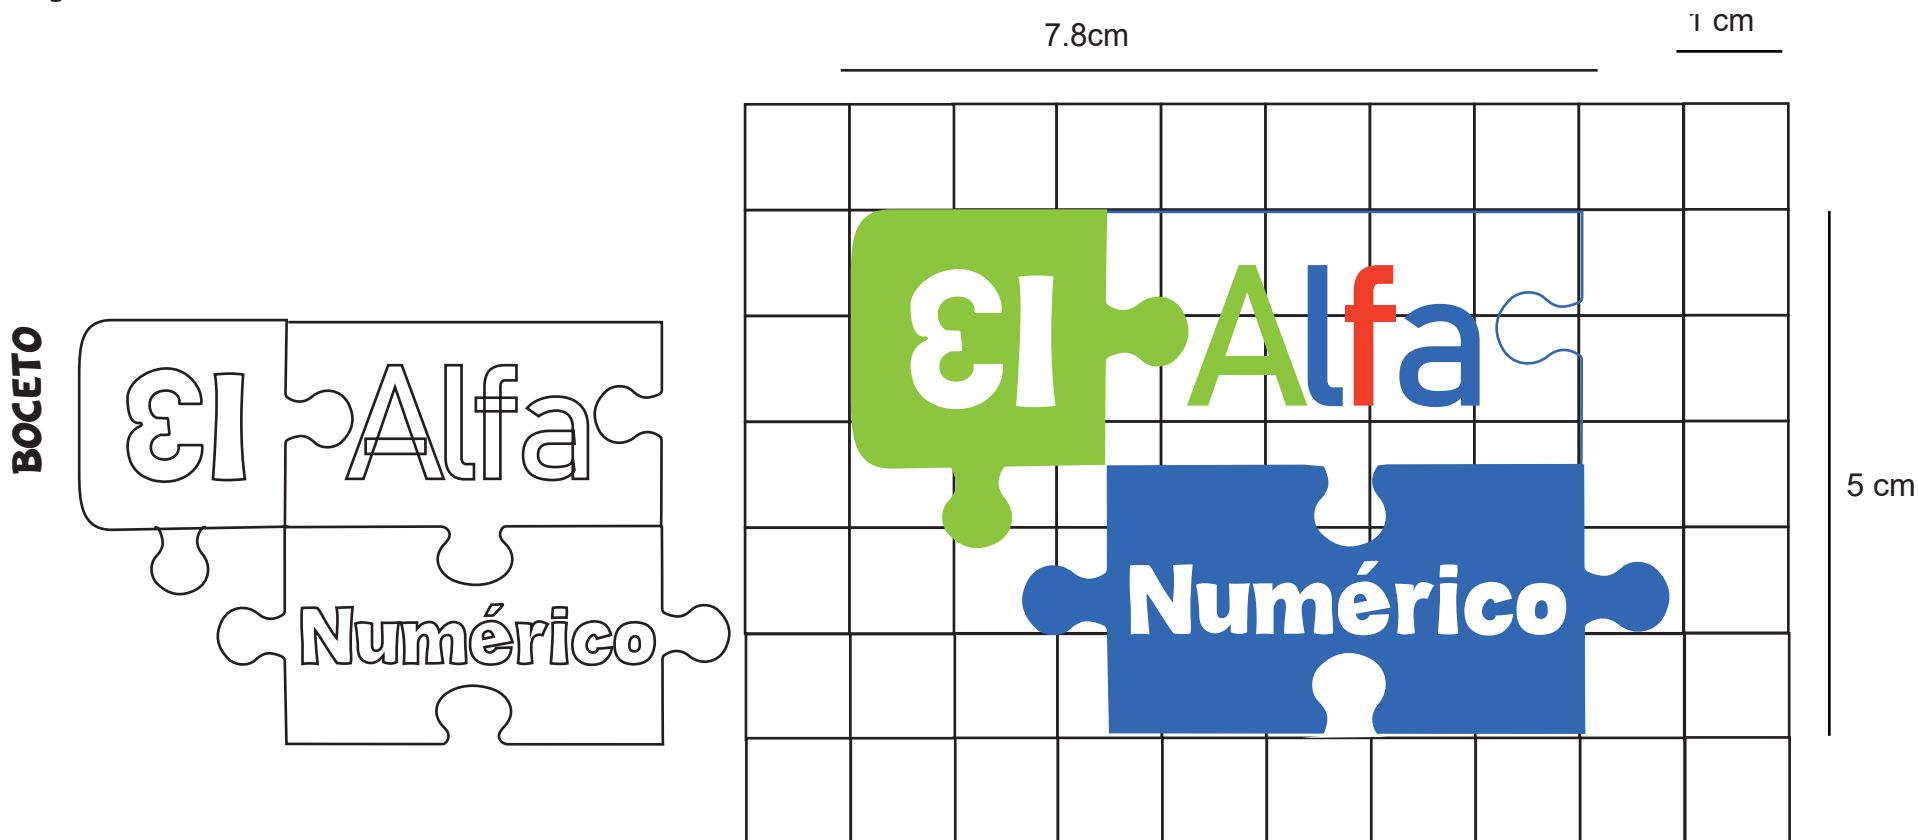 7.8cm
1 cm
BOCETO
El Alfa
Numérico
El Alfa
Numérico
5 cm